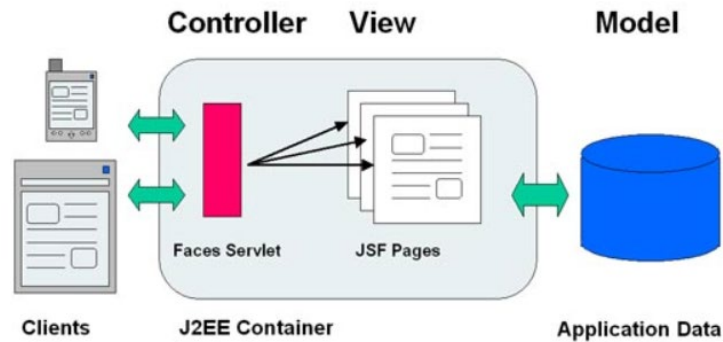 Controller View Model
Faces Servlet JSF Pages
Clients J2EE Container Application Data